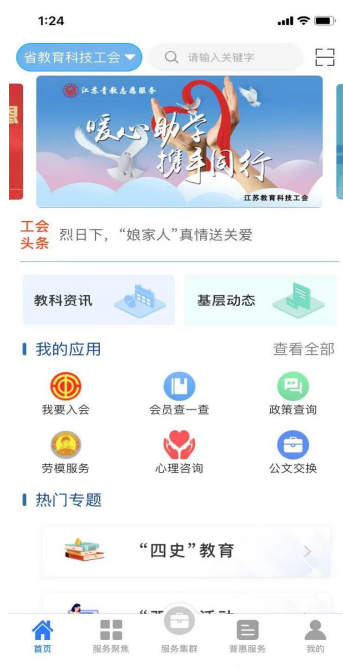 1:24
省教育科技工会
请输入关键字
江苏省教志愿服务
暖心助学
携手同行
江苏教育科技工会
工会
头条
烈日下，“娘家人”真情送关爱
教科资讯
基层动态
我的应用
查看全部
我要入会
会员查一查
政策查询
劳模服务
心理咨询
公文交换
热门专题
“四史”教育
首页
服务聚焦
服务集群
普惠服务
我的